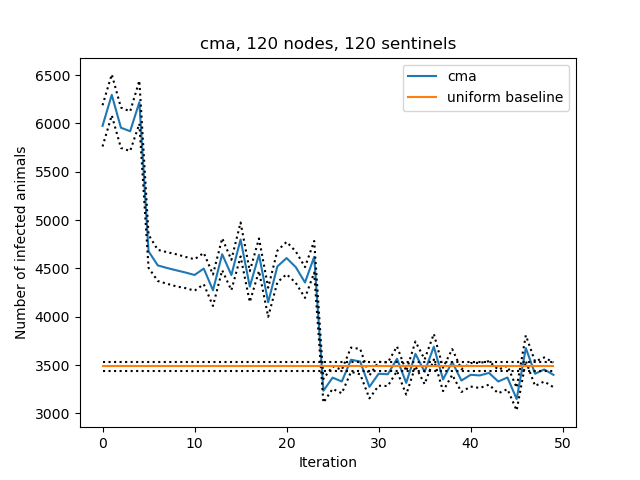 cma, 120 nodes, 120 sentinels
cma
uniform baseline
Number of infected animals
6500
6000
5500
5000
4500
4000
3500
3000
0 10 20 30 40 50
Iteration